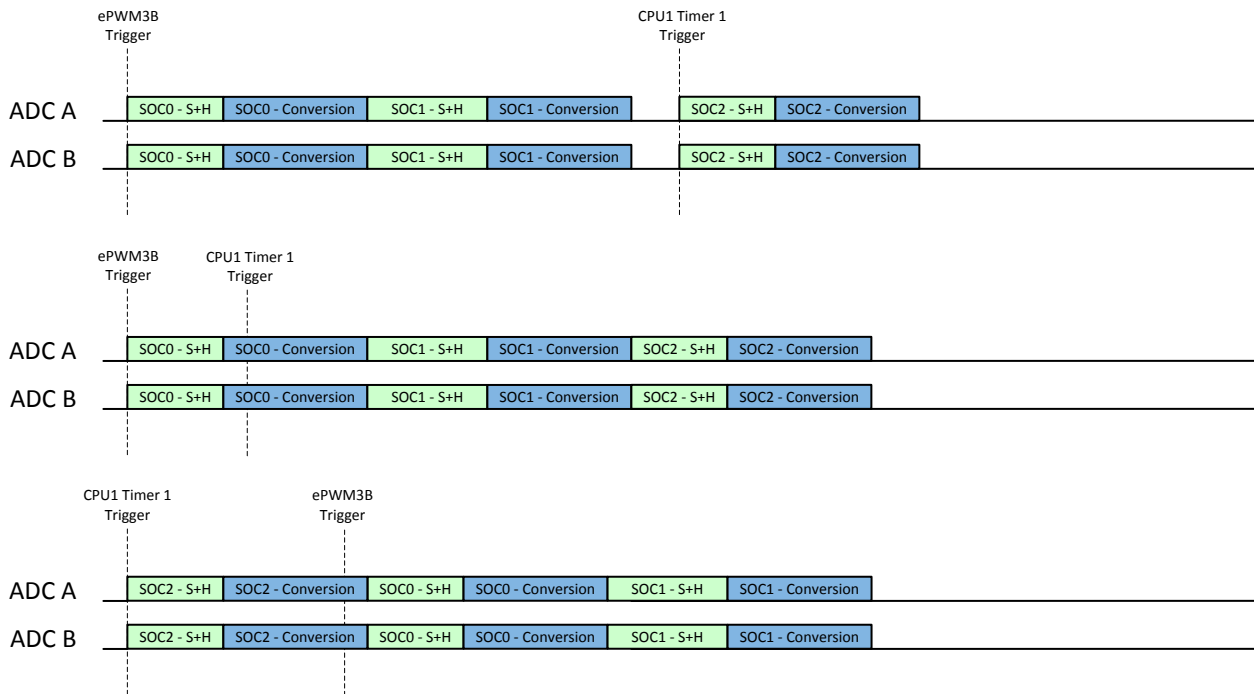 ePWM3B
Trigger
CPU1 Timer 1
Trigger
ADC A SOC0 - S+H SOC0 - Conversion SOC1 - S+H SOC1 - Conversion SOC2 - S+H SOC2 - Conversion
ADC B SOC0 - S+H SOC0 - Conversion SOC1 - S+H SOC1 - Conversion SOC2 - S+H SOC2 - Conversion
ePWM3B
Trigger
CPU1 Timer 1
Trigger
ADC A SOC0 - S+H SOC0 - Conversion SOC1 - S+H SOC1 - Conversion SOC2 - S+H SOC2 - Conversion
ADC B SOC0 - S+H SOC0 - Conversion SOC1 - S+H SOC1 - Conversion SOC2 - S+H SOC2 - Conversion
CPU1 Timer 1
Trigger
ePWM3B
Trigger
ADC A SOC2 - S+H SOC2 - Conversion SOC0 - S+H SOC0 - Conversion SOC1 - S+H SOC1 - Conversion
ADC B SOC2 - S+H SOC2 - Conversion SOC0 - S+H SOC0 - Conversion SOC1 - S+H SOC1 - Conversion